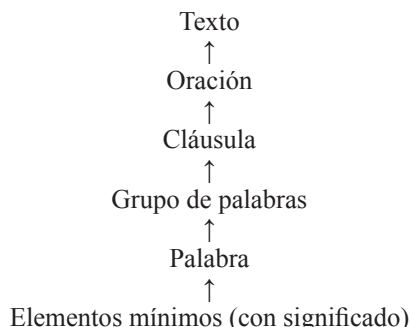 Texto
↑
Oración
↑
Cláusula
↑
Grupo de palabras
↑
Palabra
↑
Elementos mínimos (con significado)